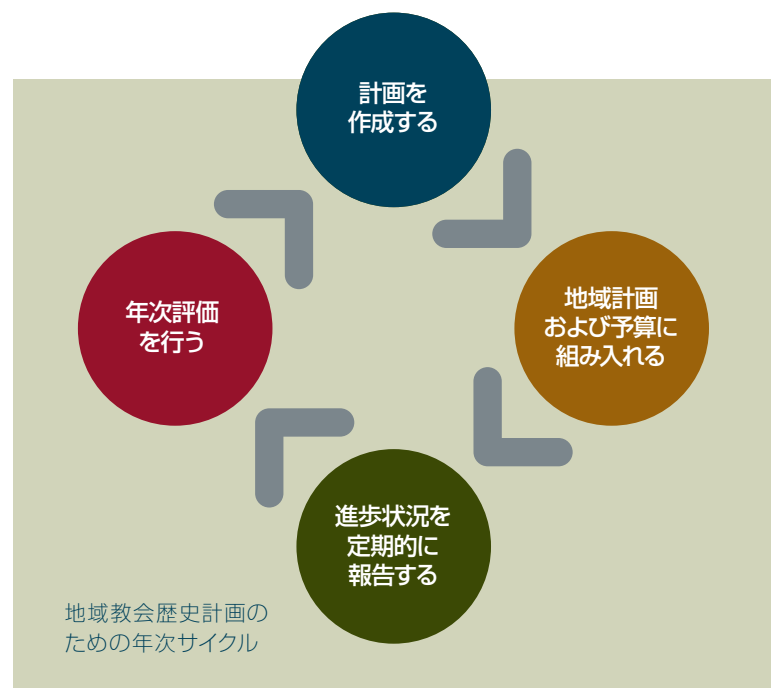 計画を
作成する
地域計画
および予算に
組み入れる
進歩状況を
定期的に
報告する
年次評価
を行う
地域教会歴史計画の
ための年次サイクル